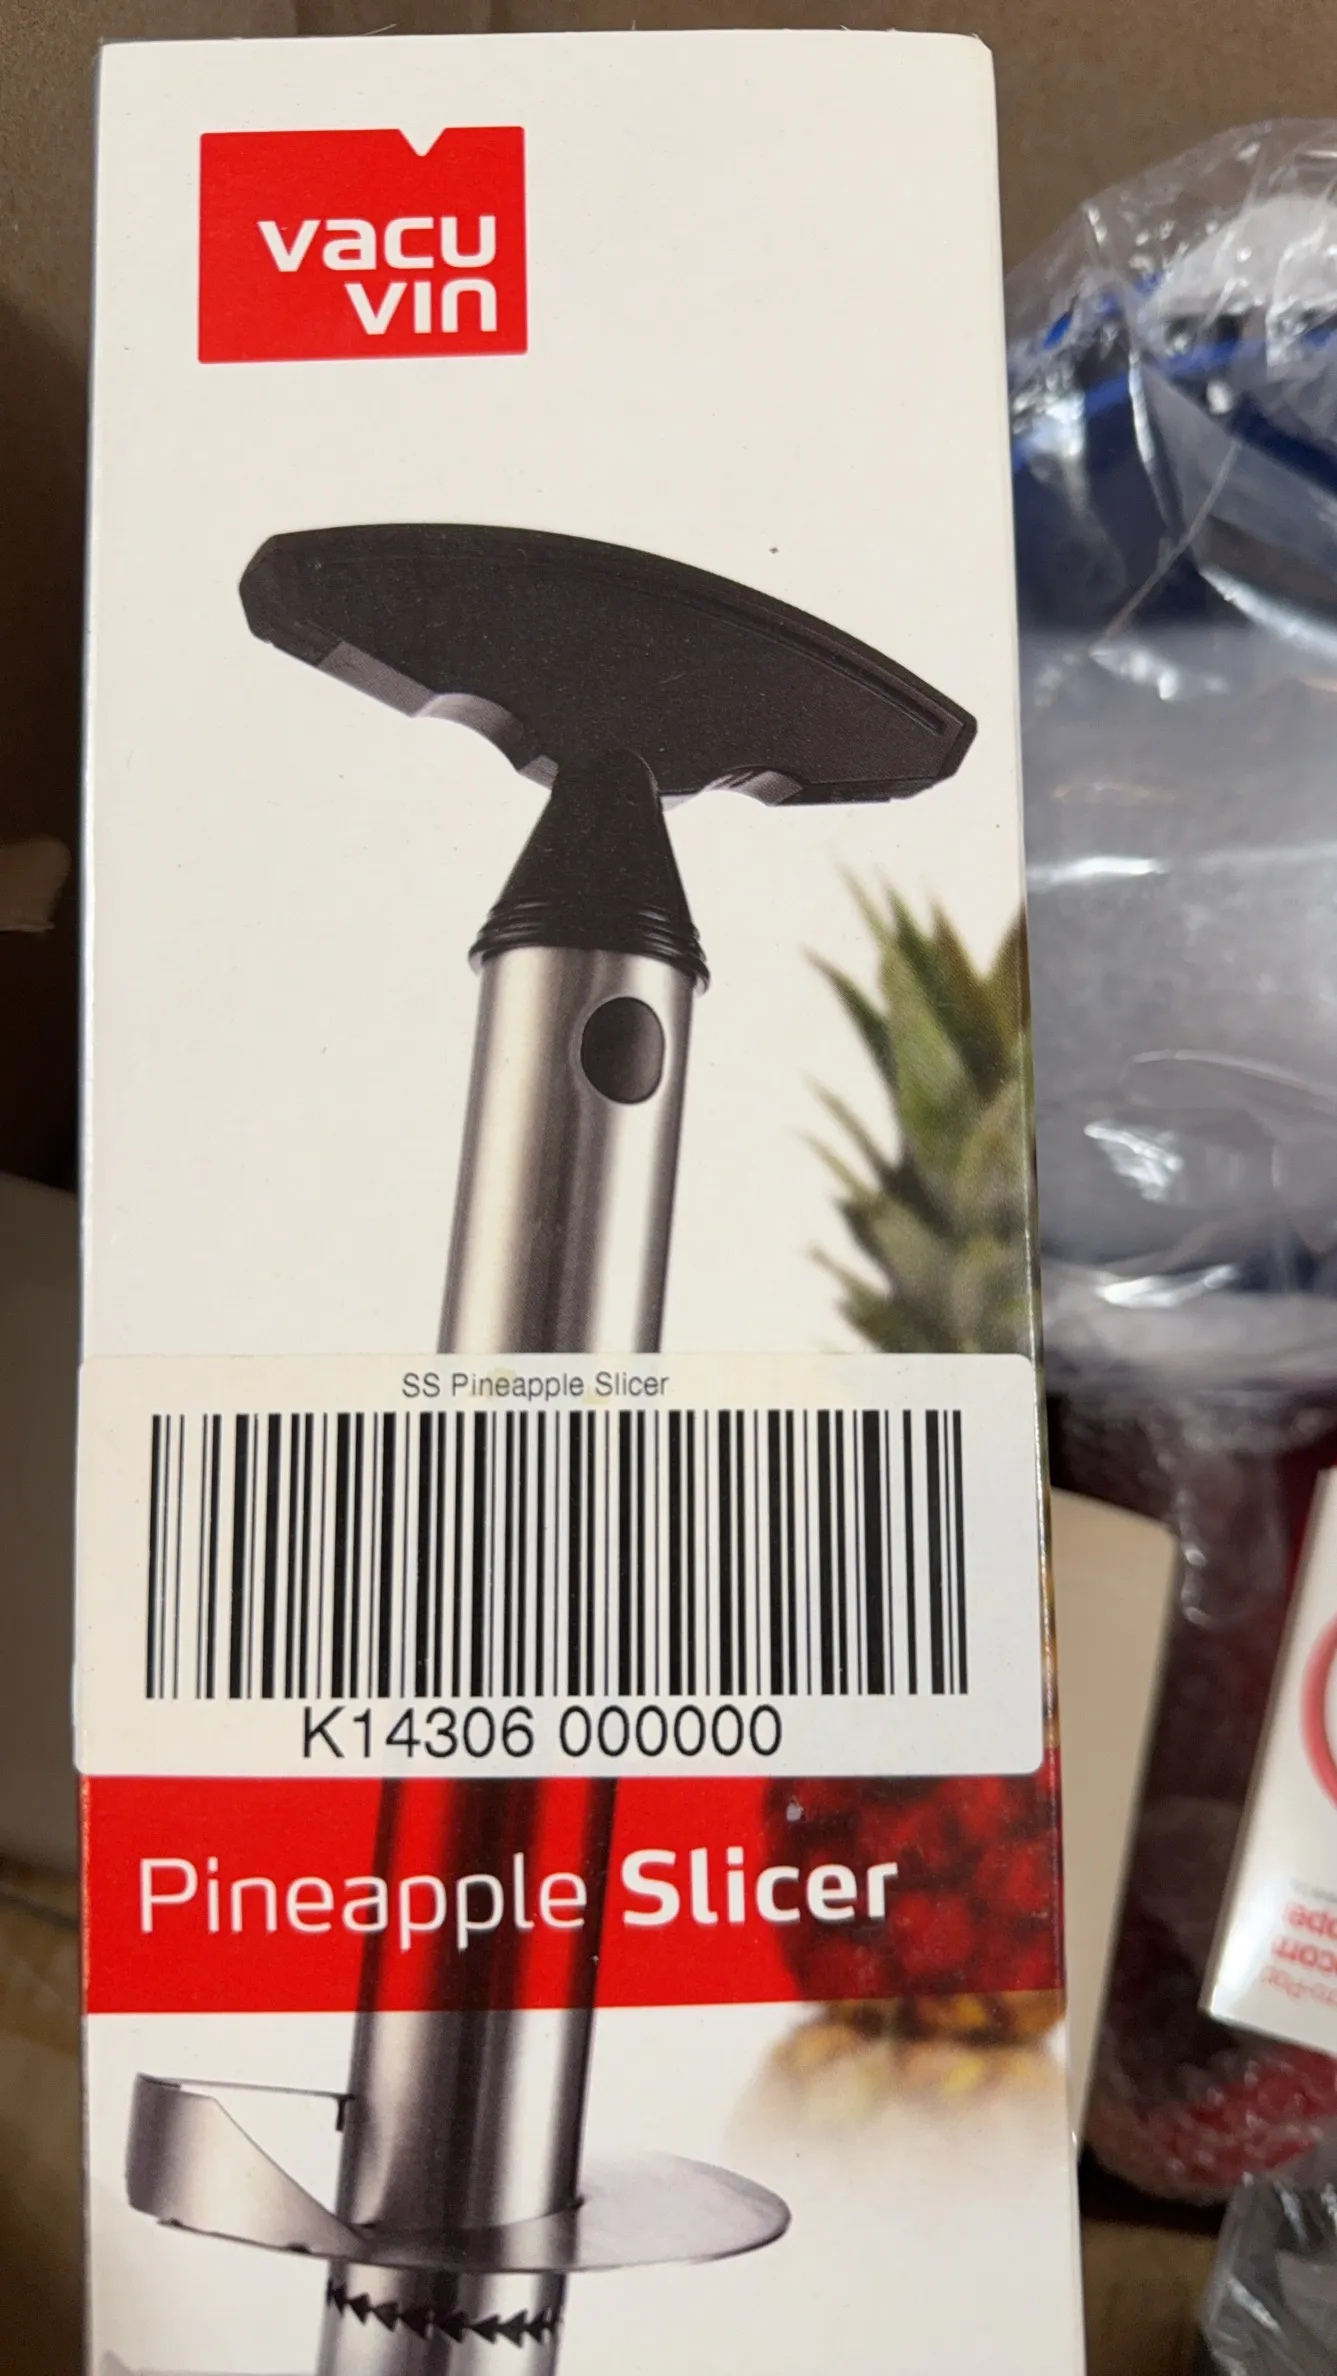 vacu
vin
SS Pineapple Slicer
K14306 000000
Pineapple Slicer